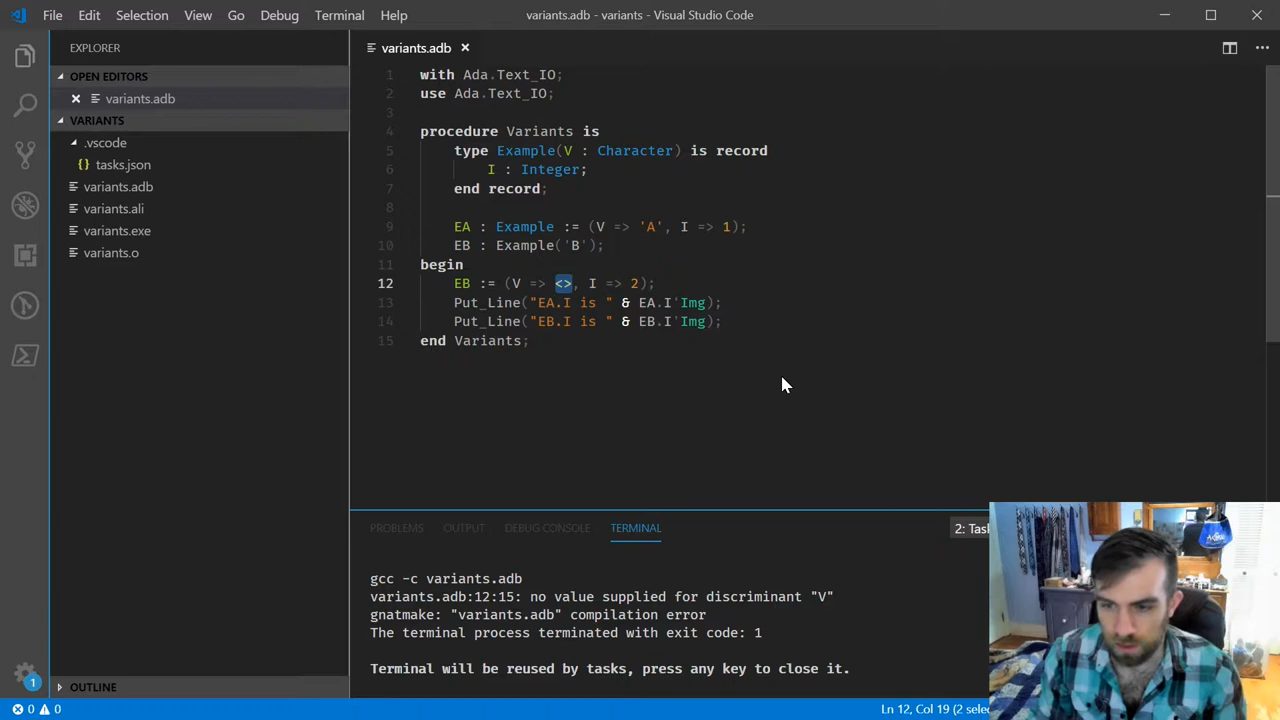 File Edit Selection View Go Debug Terminal Help
variants.adb - variants - Visual Studio Code
EXPLORER
OPEN EDITORS
variants.adb
VARIANTS
.vscode
{} tasks.json
variants.adb
variants.ali
variants.exe
variants.o
OUTLINE
variants.adb
1 with Ada.Text_IO;
2 use Ada.Text_IO;
3
4 procedure Variants is
5 type Example(V : Character) is record
6 I : Integer;
7 end record;
8
9 EA : Example := (V => 'A', I => 1);
10 EB : Example('B');
11 begin
12 EB := (V => <>, I => 2);
13 Put_Line("EA.I is " & EA.I'Img);
14 Put_Line("EB.I is " & EB.I'Img);
15 end Variants;
PROBLEMS OUTPUT DEBUG CONSOLE TERMINAL 2: Task
gcc -c variants.adb
variants.adb:12:15: no value supplied for discriminant "V"
gnatmake: "variants.adb" compilation error
The terminal process terminated with exit code: 1
Terminal will be reused by tasks, press any key to close it.
1
0 0
Ln 12, Col 19 (2 selec